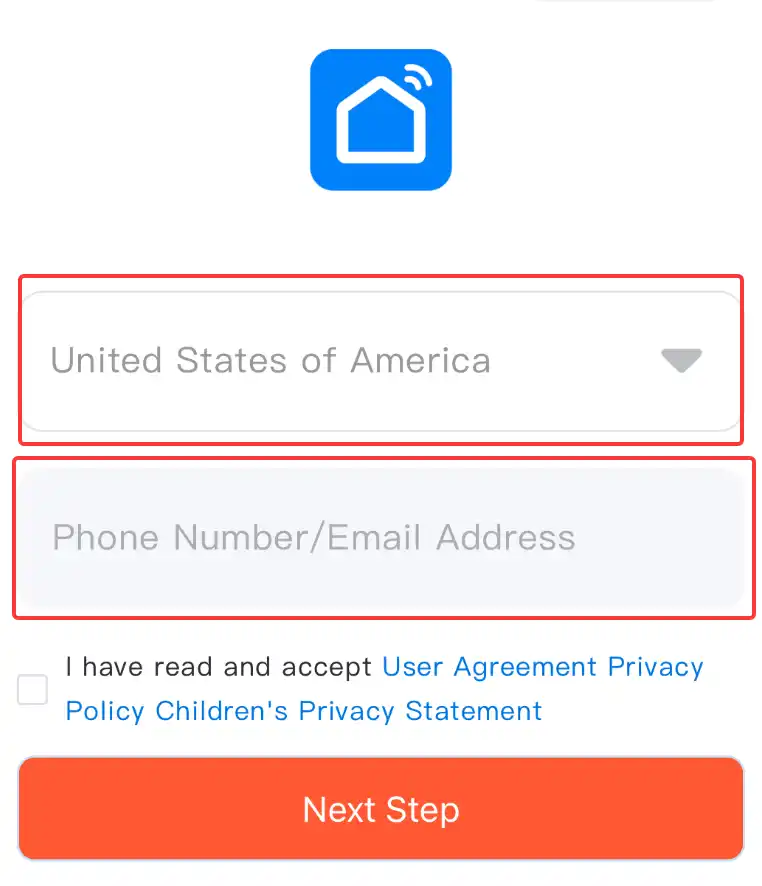 United States of America
Phone Number/Email Address
I have read and accept User Agreement Privacy
Policy Children's Privacy Statement
Next Step